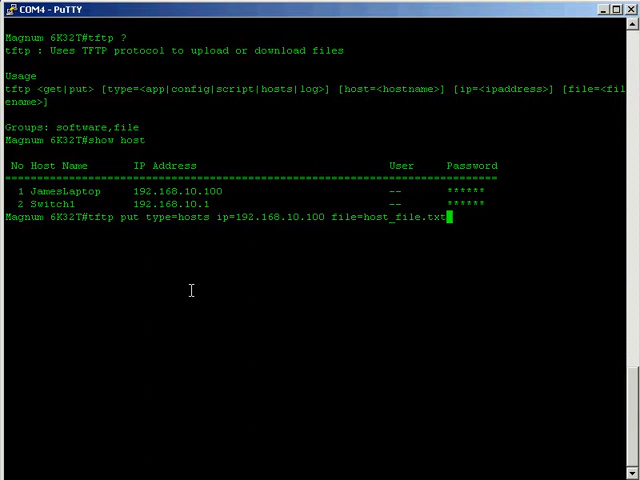 COM4 - PuTTY
Magnum 6K32T#tftp ?
tftp : Uses TFTP protocol to upload or download files
Usage
tftp <get|put> [type=<app|config|script|hosts|log>] [host=<hostname>] [ip=<ipaddress>] [file=<fil
ename>]
Groups: software,file
Magnum 6K32T#show host
No Host Name IP Address User Password
=============================================================================
1 JamesLaptop 192.168.10.100 -- ******
2 Switch1 192.168.10.1 -- ******
Magnum 6K32T#tftp put type=hosts ip=192.168.10.100 file=host_file.txt